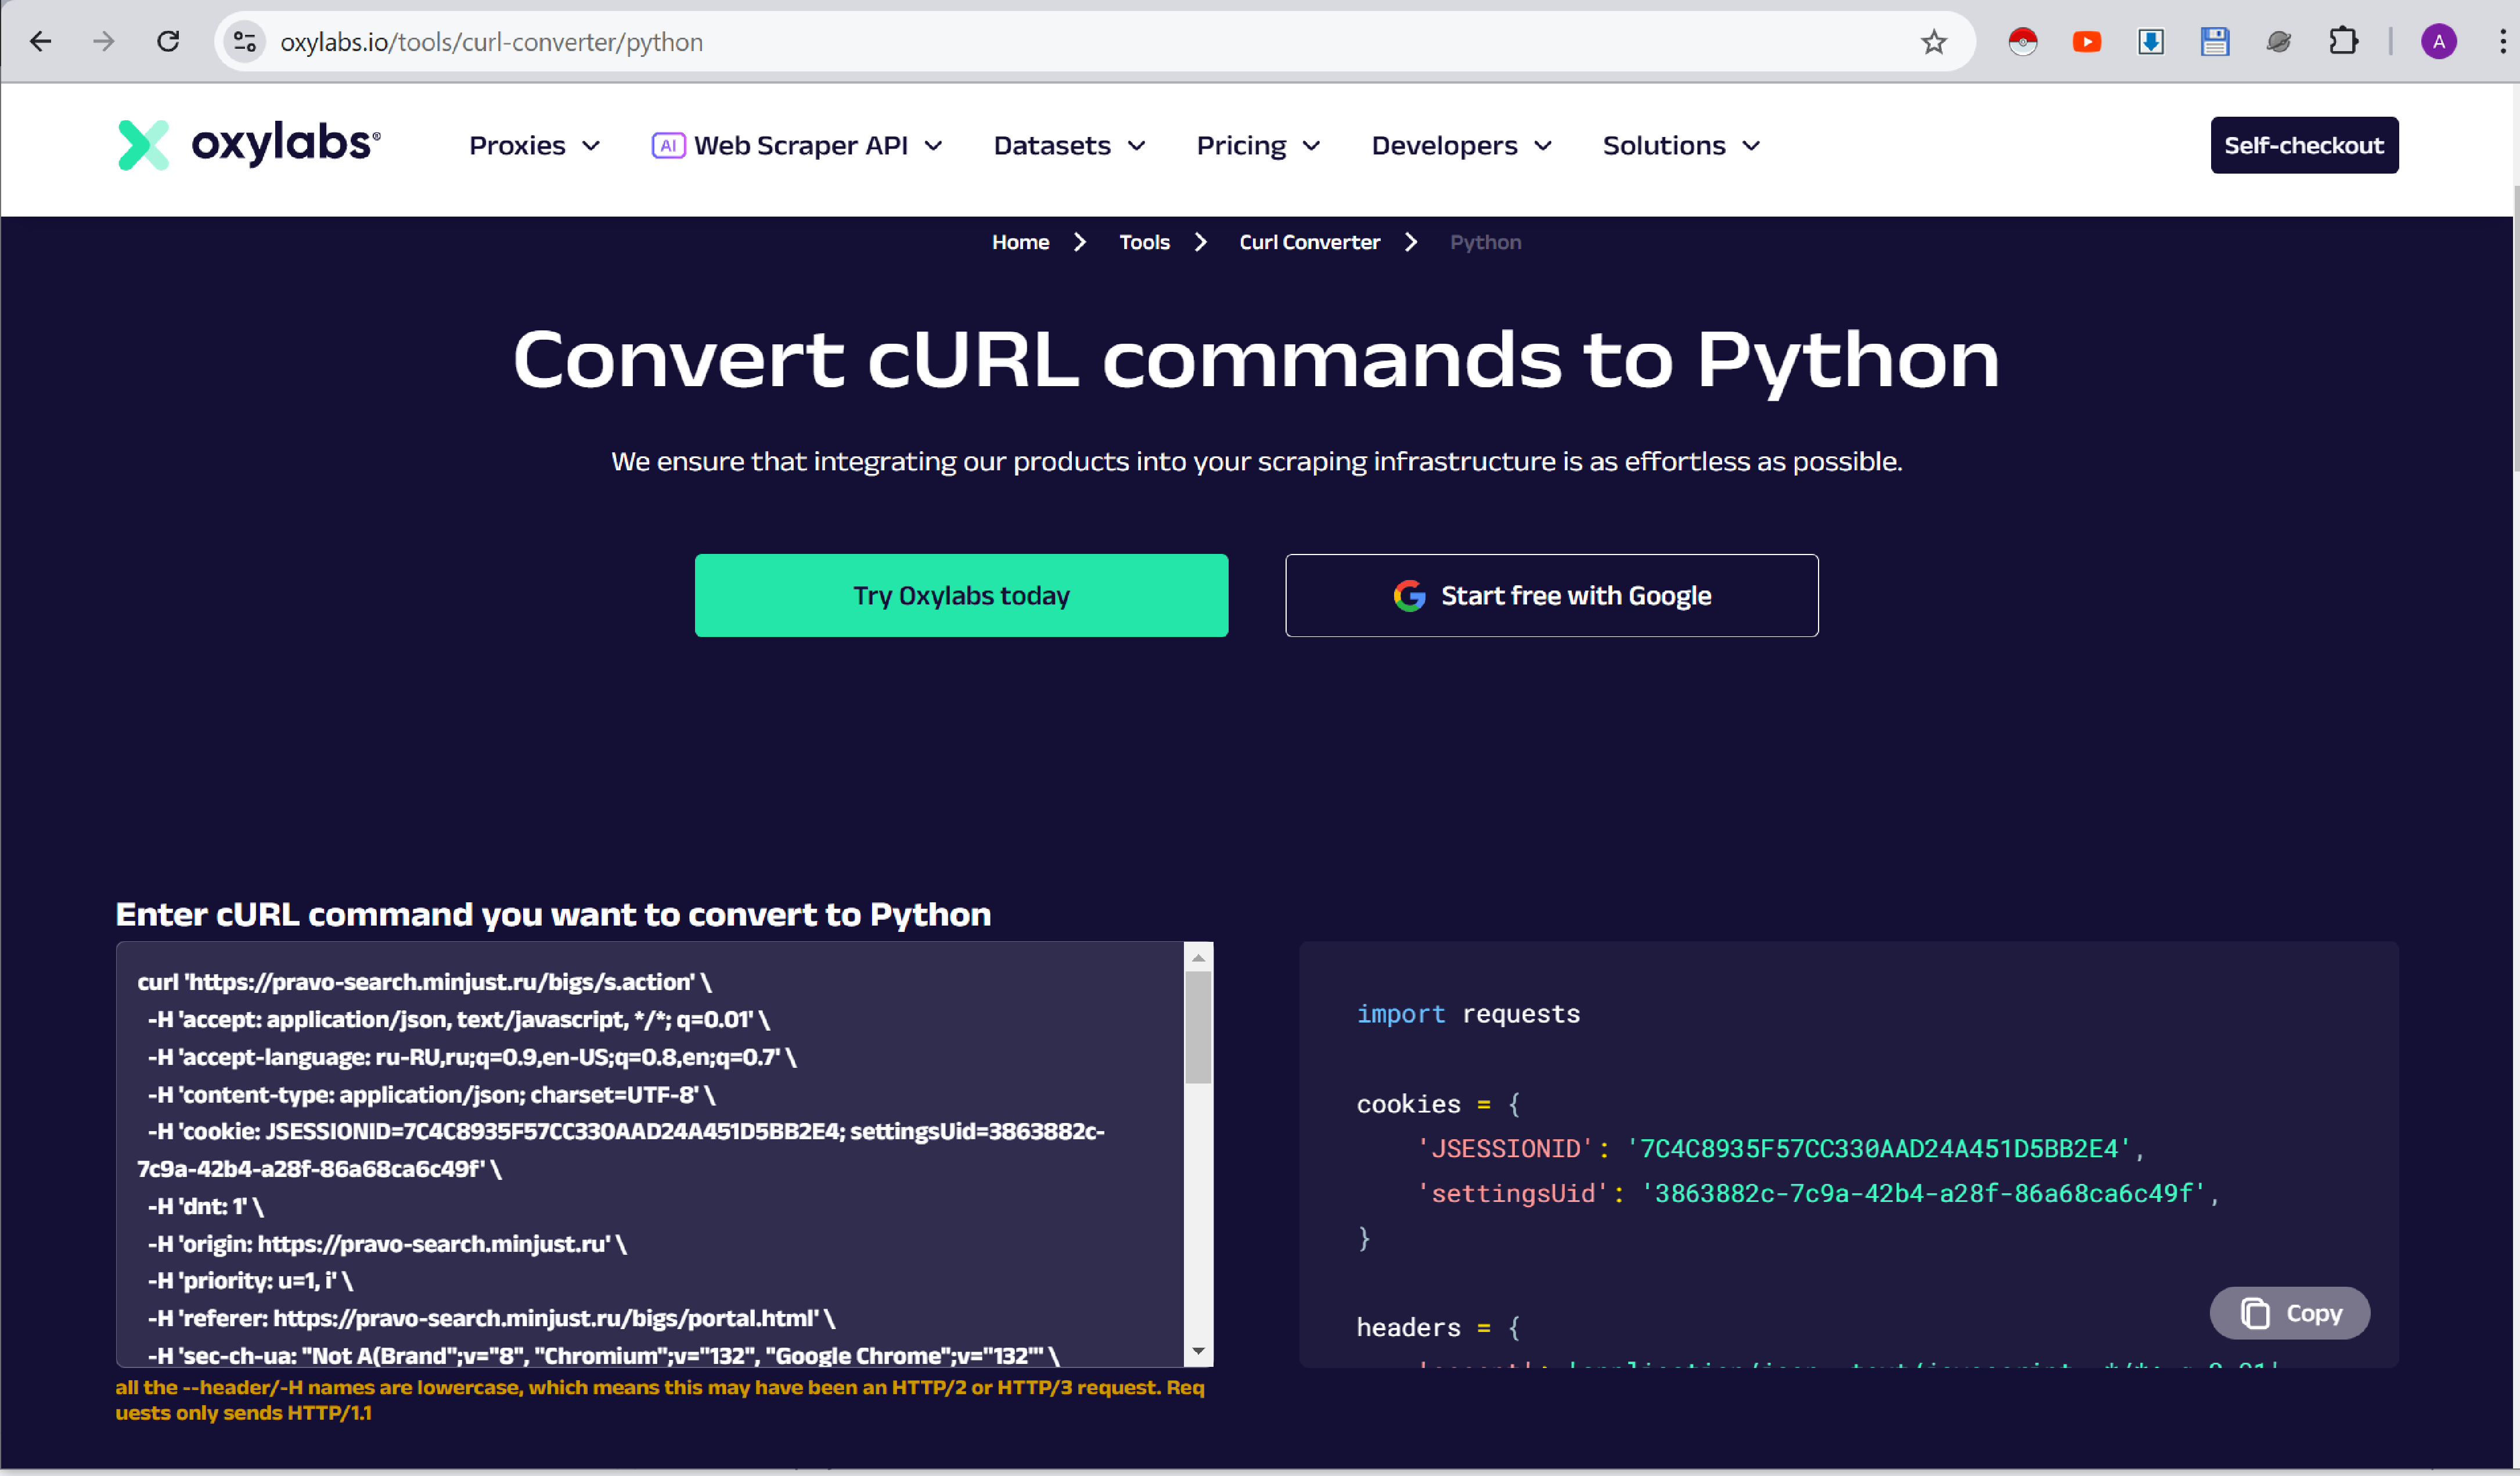 oxylabs.io/tools/curl-converter/python
A
oxylabs®
Proxies
AI Web Scraper API
Datasets
Pricing
Developers
Solutions
Self-checkout
Home
Tools
Curl Converter
Python
Convert cURL commands to Python
We ensure that integrating our products into your scraping infrastructure is as effortless as possible.
Try Oxylabs today
Start free with Google
Enter cURL command you want to convert to Python
curl 'https://pravo-search.minjust.ru/bigs/s.action' \
-H 'accept: application/json, text/javascript, */*; q=0.01' \
-H 'accept-language: ru-RU,ru;q=0.9,en-US;q=0.8,en;q=0.7' \
-H 'content-type: application/json; charset=UTF-8' \
-H 'cookie: JSESSIONID=7C4C8935F57CC330AAD24A451D5BB2E4; settingsUid=3863882c-
7c9a-42b4-a28f-86a68ca6c49f' \
-H 'dnt: 1' \
-H 'origin: https://pravo-search.minjust.ru' \
-H 'priority: u=1, i' \
-H 'referer: https://pravo-search.minjust.ru/bigs/portal.html' \
-H 'sec-ch-ua: "Not A(Brand";v="8", "Chromium";v="132", "Google Chrome";v="132"' \
all the --header/-H names are lowercase, which means this may have been an HTTP/2 or HTTP/3 request. Req
uests only sends HTTP/1.1
import requests
cookies = {
'JSESSIONID': '7C4C8935F57CC330AAD24A451D5BB2E4',
'settingsUid': '3863882c-7c9a-42b4-a28f-86a68ca6c49f',
}
headers = {
'accept': 'application/json, text/javascript, */*; q=0.01'
Copy